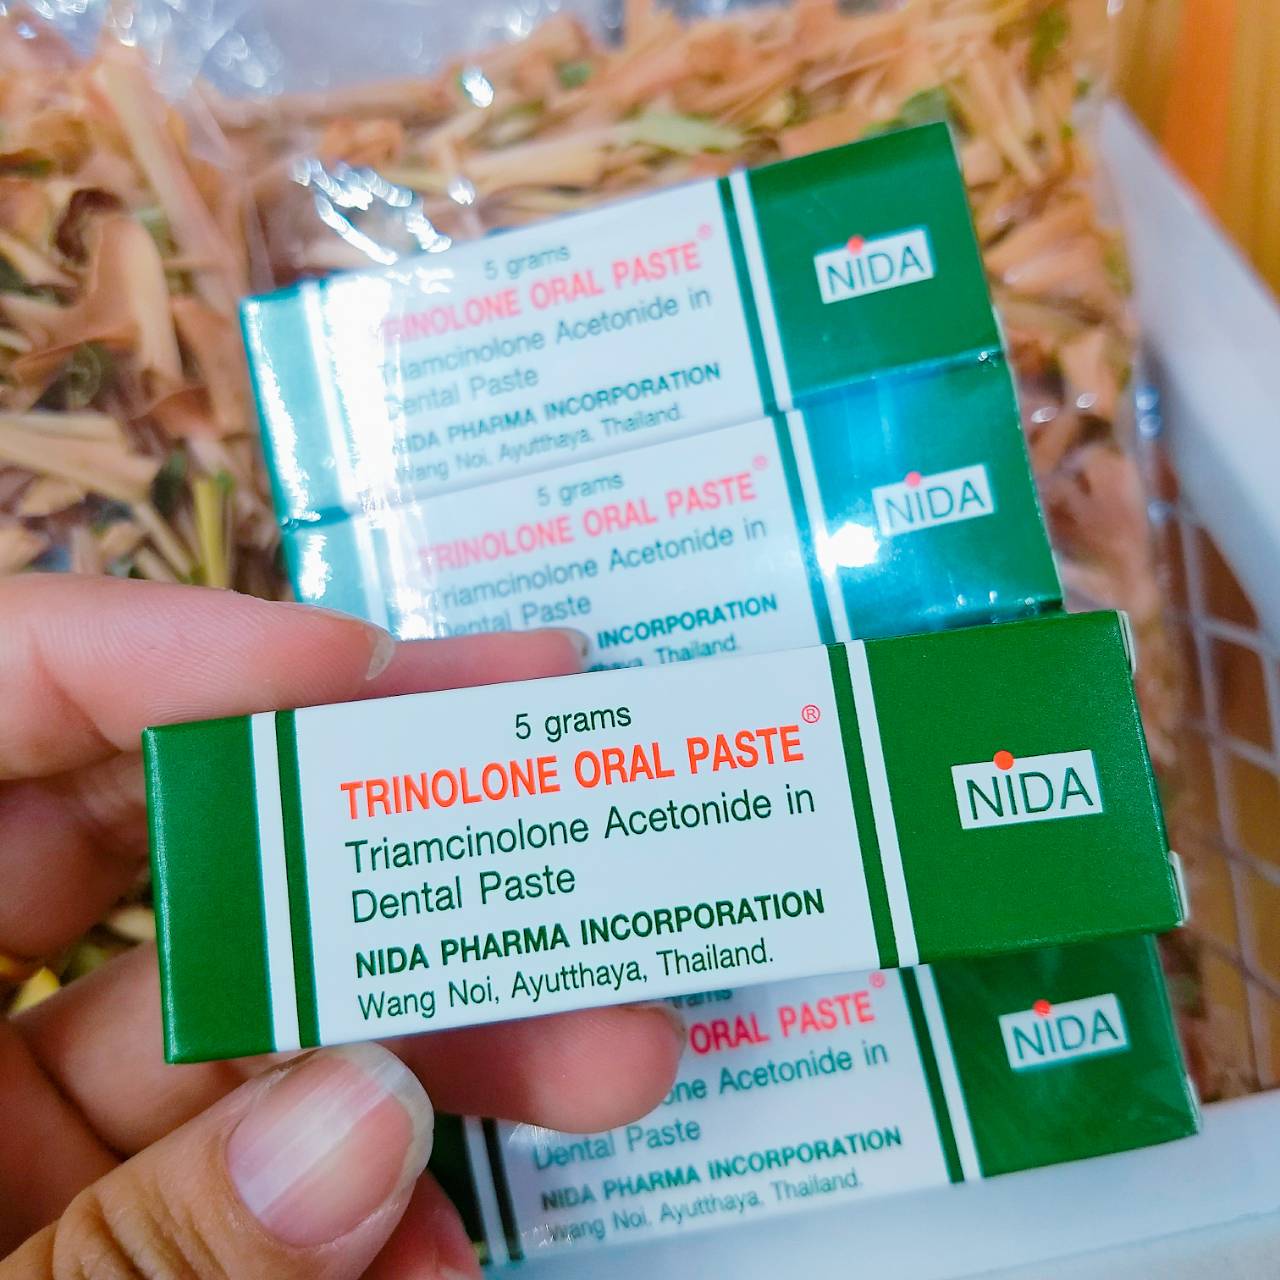 5 grams
TRINOLONE ORAL PASTE®
Triamcinolone Acetonide in
Dental Paste
NIDA PHARMA INCORPORATION
Wang Noi, Ayutthaya, Thailand.
NIDA
5 grams
TRINOLONE ORAL PASTE®
Triamcinolone Acetonide in
Dental Paste
INCORPORATION
Thailand.
NIDA
5 grams
TRINOLONE ORAL PASTE®
Triamcinolone Acetonide in
Dental Paste
NIDA PHARMA INCORPORATION
Wang Noi, Ayutthaya, Thailand.
NIDA
ORAL PASTE®
Acetonide in
Dental Paste
NIDA PHARMA INCORPORATION
Wang Noi, Ayutthaya, Thailand.
NIDA